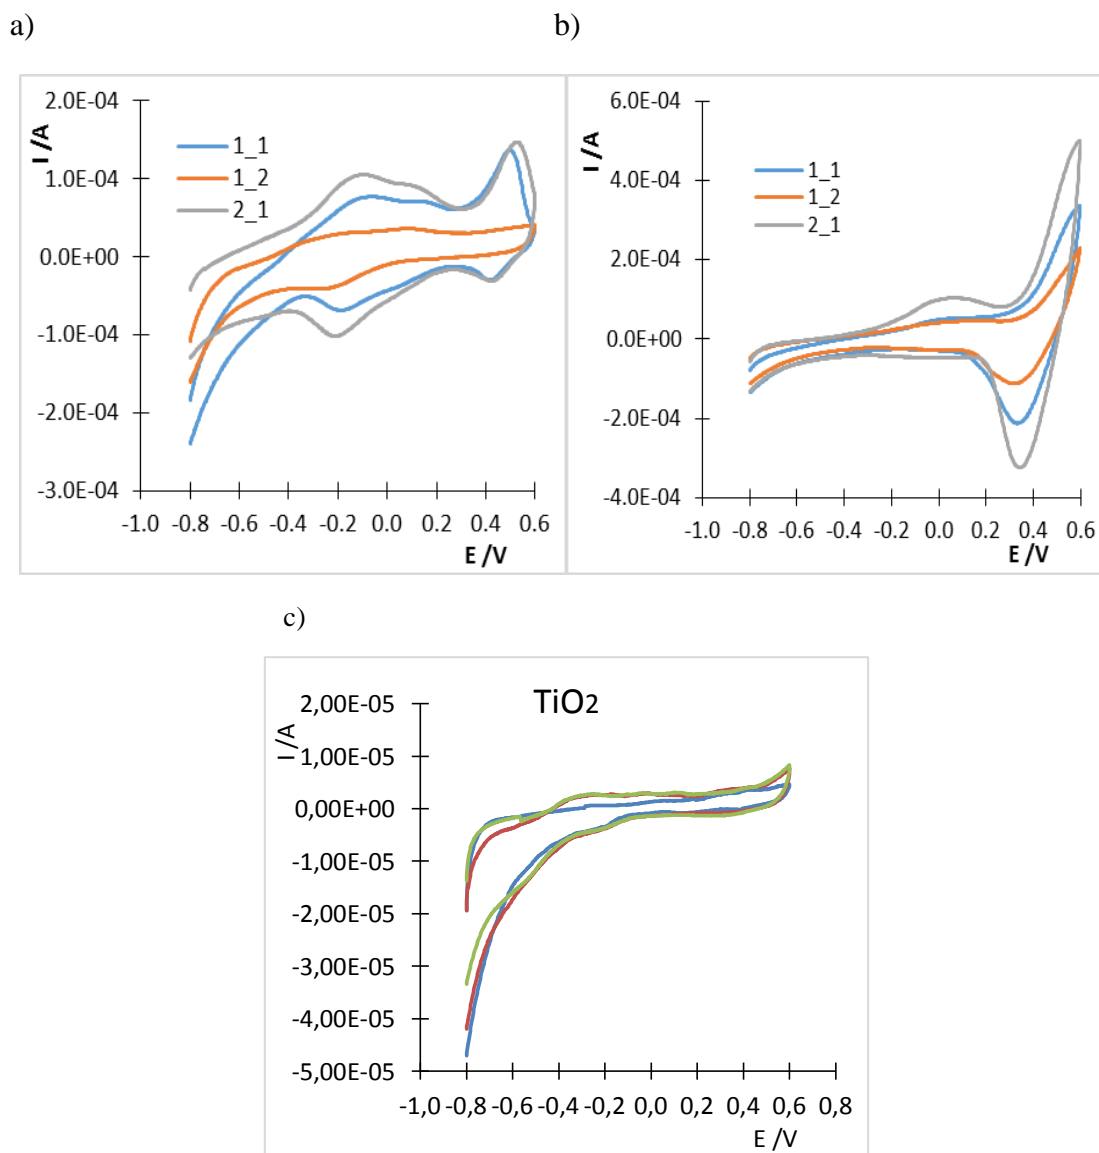 a)
b)
2.0E-04
1.0E-04
0.0E+00
-1.0E-04
-2.0E-04
-3.0E-04
I /A
1_1
1_2
2_1
-1.0 -0.8 -0.6 -0.4 -0.2 0.0 0.2 0.4 0.6
E /V
6.0E-04
4.0E-04
2.0E-04
0.0E+00
-2.0E-04
-4.0E-04
I /A
1_1
1_2
2_1
-1.0 -0.8 -0.6 -0.4 -0.2 0.0 0.2 0.4 0.6
E /V
c)
TiO2
2,00E-05
1,00E-05
0,00E+00
-1,00E-05
-2,00E-05
-3,00E-05
-4,00E-05
-5,00E-05
I /A
-1,0 -0,8 -0,6 -0,4 -0,2 0,0 0,2 0,4 0,6 0,8
E /V